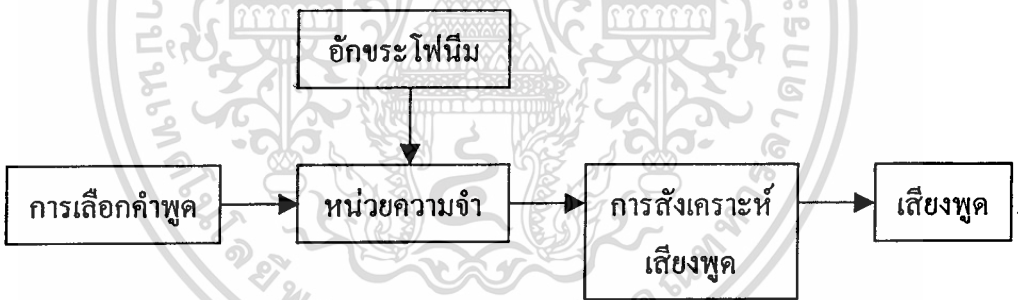 อักขระโฟนีม
การเลือกคำพูด
หน่วยความจำ
การสังเคราะห์
เสียงพูด
เสียงพูด